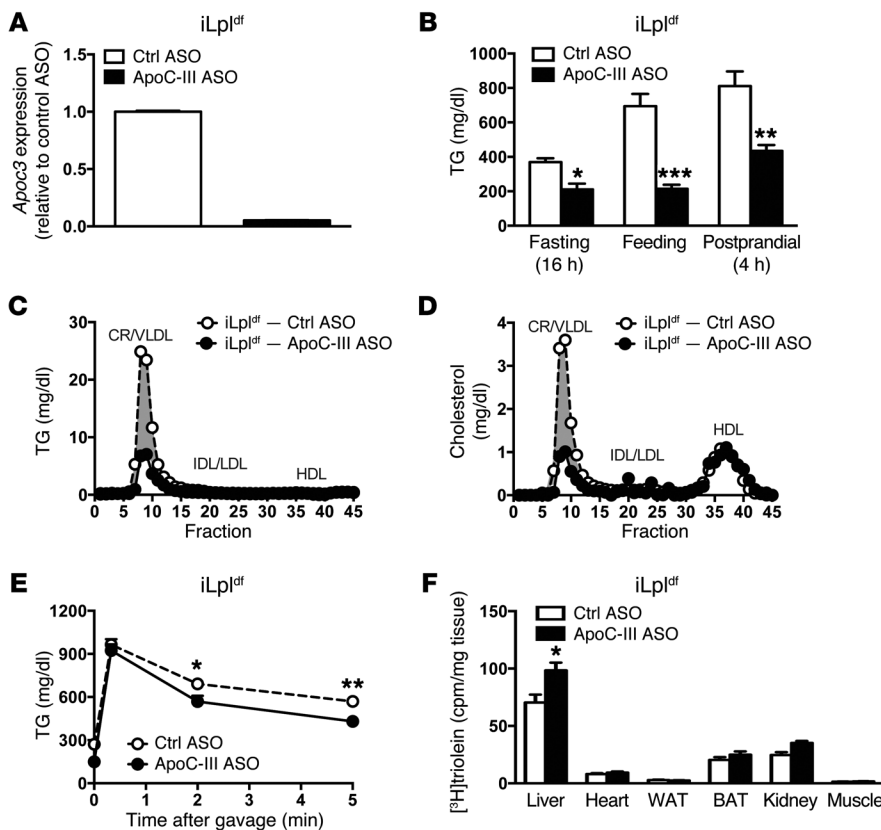 A
iLpl^df
Ctrl ASO
ApoC-III ASO
Apoc3 expression
(relative to control ASO)
1.5
1.0
0.5
0.0
B
iLpl^df
Ctrl ASO
ApoC-III ASO
TG (mg/dl)
1000
800
600
400
200
0
*
***
**
Fasting
(16 h)
Feeding
Postprandial
(4 h)
C
iLpl^df — Ctrl ASO
iLpl^df — ApoC-III ASO
TG (mg/dl)
30
20
10
0
CR/VLDL
IDL/LDL
HDL
0 5 10 15 20 25 30 35 40 45
Fraction
D
iLpl^df — Ctrl ASO
iLpl^df — ApoC-III ASO
Cholesterol
(mg/dl)
4
3
2
1
0
CR/VLDL
IDL/LDL
HDL
0 5 10 15 20 25 30 35 40 45
Fraction
E
iLpl^df
TG (mg/dl)
1200
900
600
300
0
*
**
Ctrl ASO
ApoC-III ASO
0 1 2 3 4 5
Time after gavage (min)
F
iLpl^df
Ctrl ASO
ApoC-III ASO
[³H]triolein (cpm/mg tissue)
150
100
50
0
*
Liver Heart WAT BAT Kidney Muscle